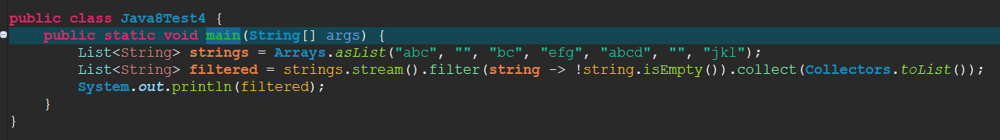 public class Java8Test4 {
public static void main(String[] args) {
List<String> strings = Arrays.asList("abc", "", "bc", "efg", "abcd", "", "jkl");
List<String> filtered = strings.stream().filter(string -> !string.isEmpty()).collect(Collectors.toList());
System.out.println(filtered);
}
}